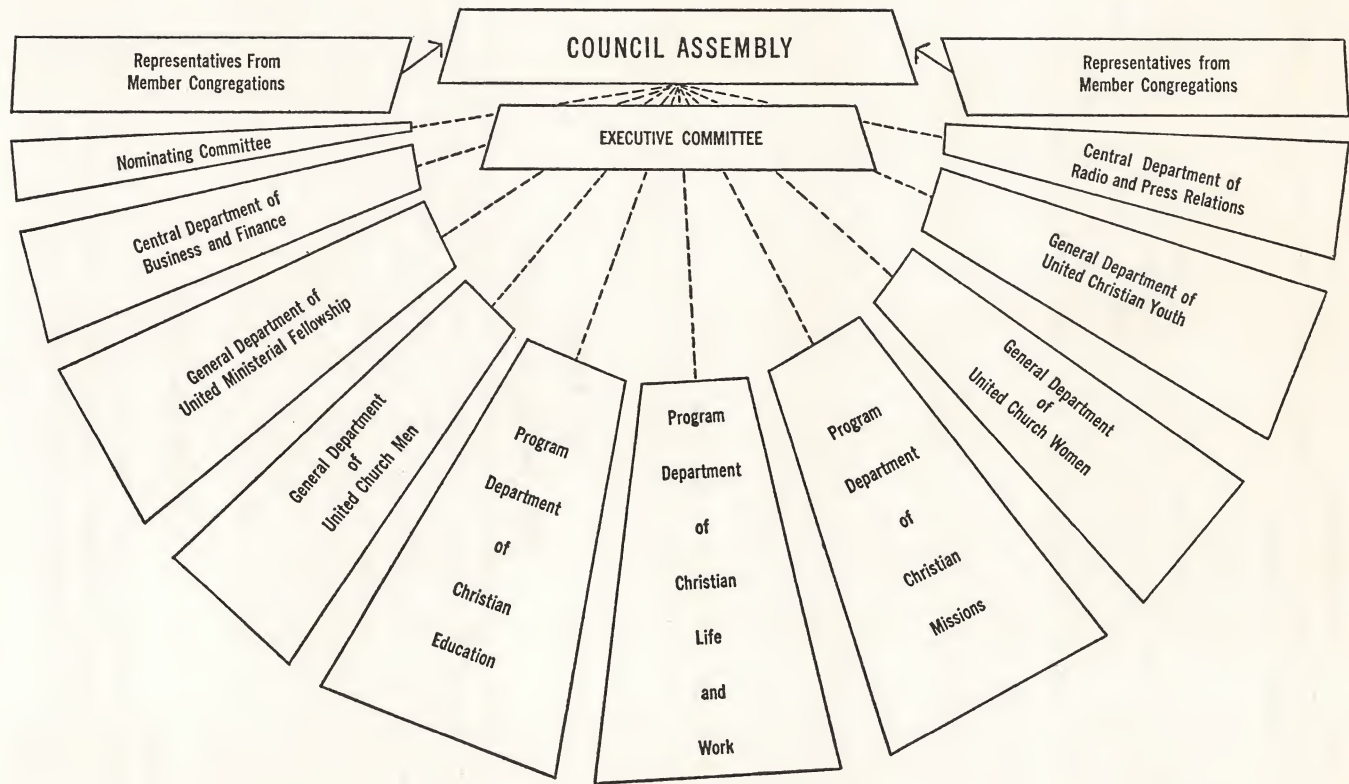 COUNCIL ASSEMBLY
Representatives From
Member Congregations
Representatives from
Member Congregations
EXECUTIVE COMMITTEE
Nominating Committee
Central Department of
Business and Finance
General Department of
United Ministerial Fellowship
General Department
of
United Church Men
Program
Department
of
Christian
Education
Program
Department
of
Christian
Life
and
Work
Program
Department
of
Christian
Missions
General Department
of
United Church Women
General Department of
United Christian Youth
Central Department of
Radio and Press Relations